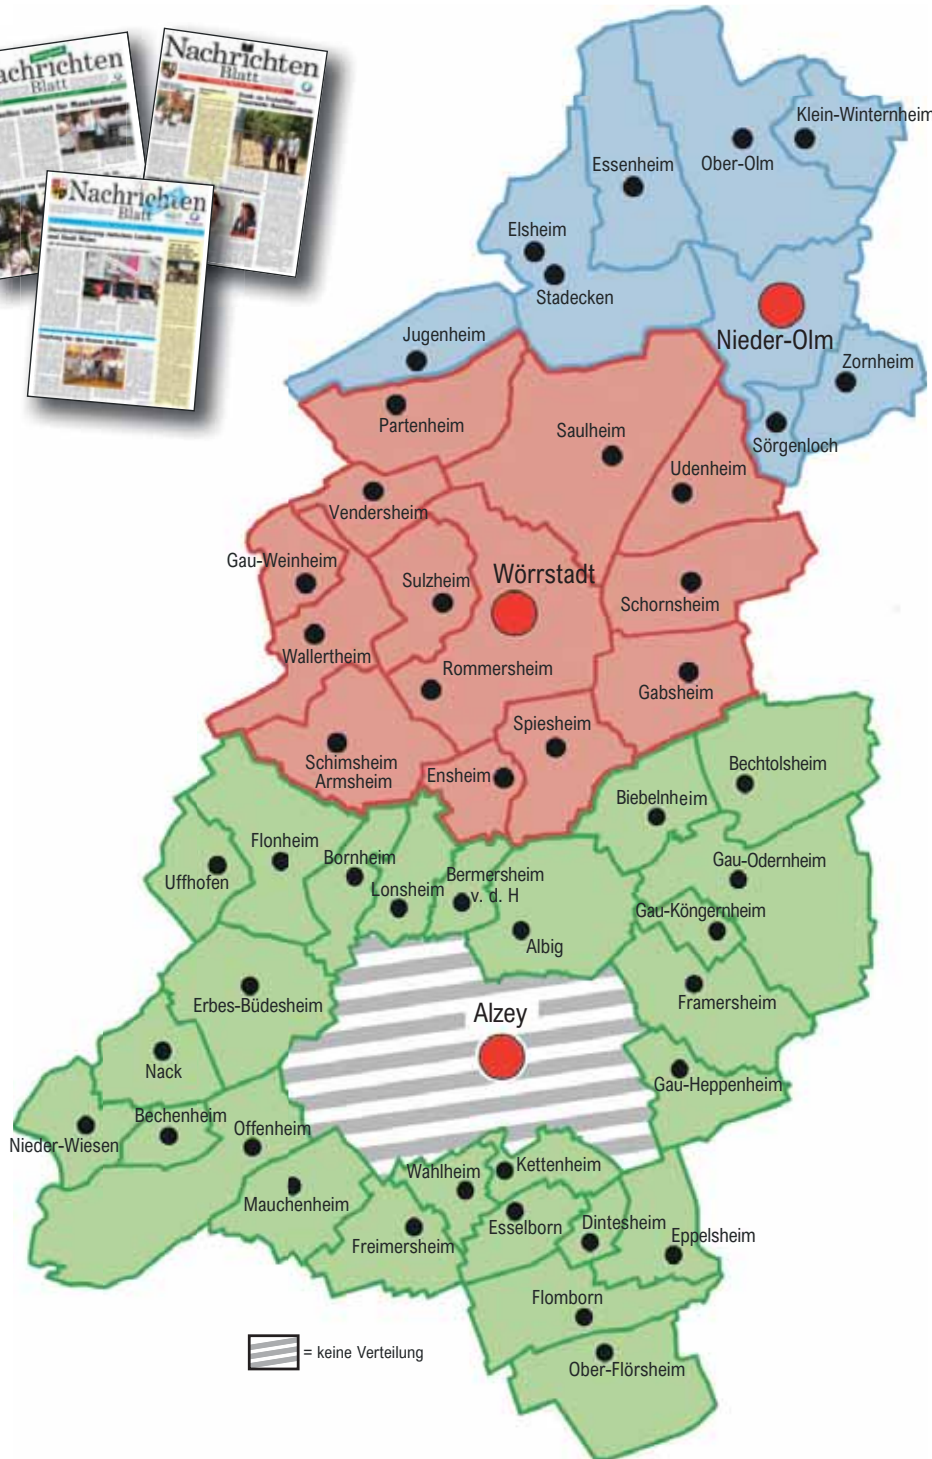 achrichten
Blatt
Nachrichten
Blatt
Nachrichten
Blatt
Klein-Winternheim
Ober-Olm
Essenheim
Elsheim
Stadecken
Nieder-Olm
Jugenheim
Zornheim
Sörgenloch
Partenheim
Saulheim
Udenheim
Vendersheim
Gau-Weinheim
Sulzheim
Wörrstadt
Schornsheim
Wallertheim
Rommersheim
Gabsheim
Spiesheim
Schimsheim
Armsheim
Ensheim
Bechtolsheim
Biebelnheim
Flonheim
Bornheim
Uffhofen
Lonsheim
Bermersheim
v. d. H
Gau-Odernheim
Gau-Köngernheim
Albig
Erbes-Büdesheim
Framersheim
Alzey
Nack
Gau-Heppenheim
Nieder-Wiesen
Bechenheim
Offenheim
Wahlheim
Kettenheim
Mauchenheim
Freimersheim
Esselborn
Dintesheim
Eppelsheim
Flomborn
= keine Verteilung
Ober-Flörsheim